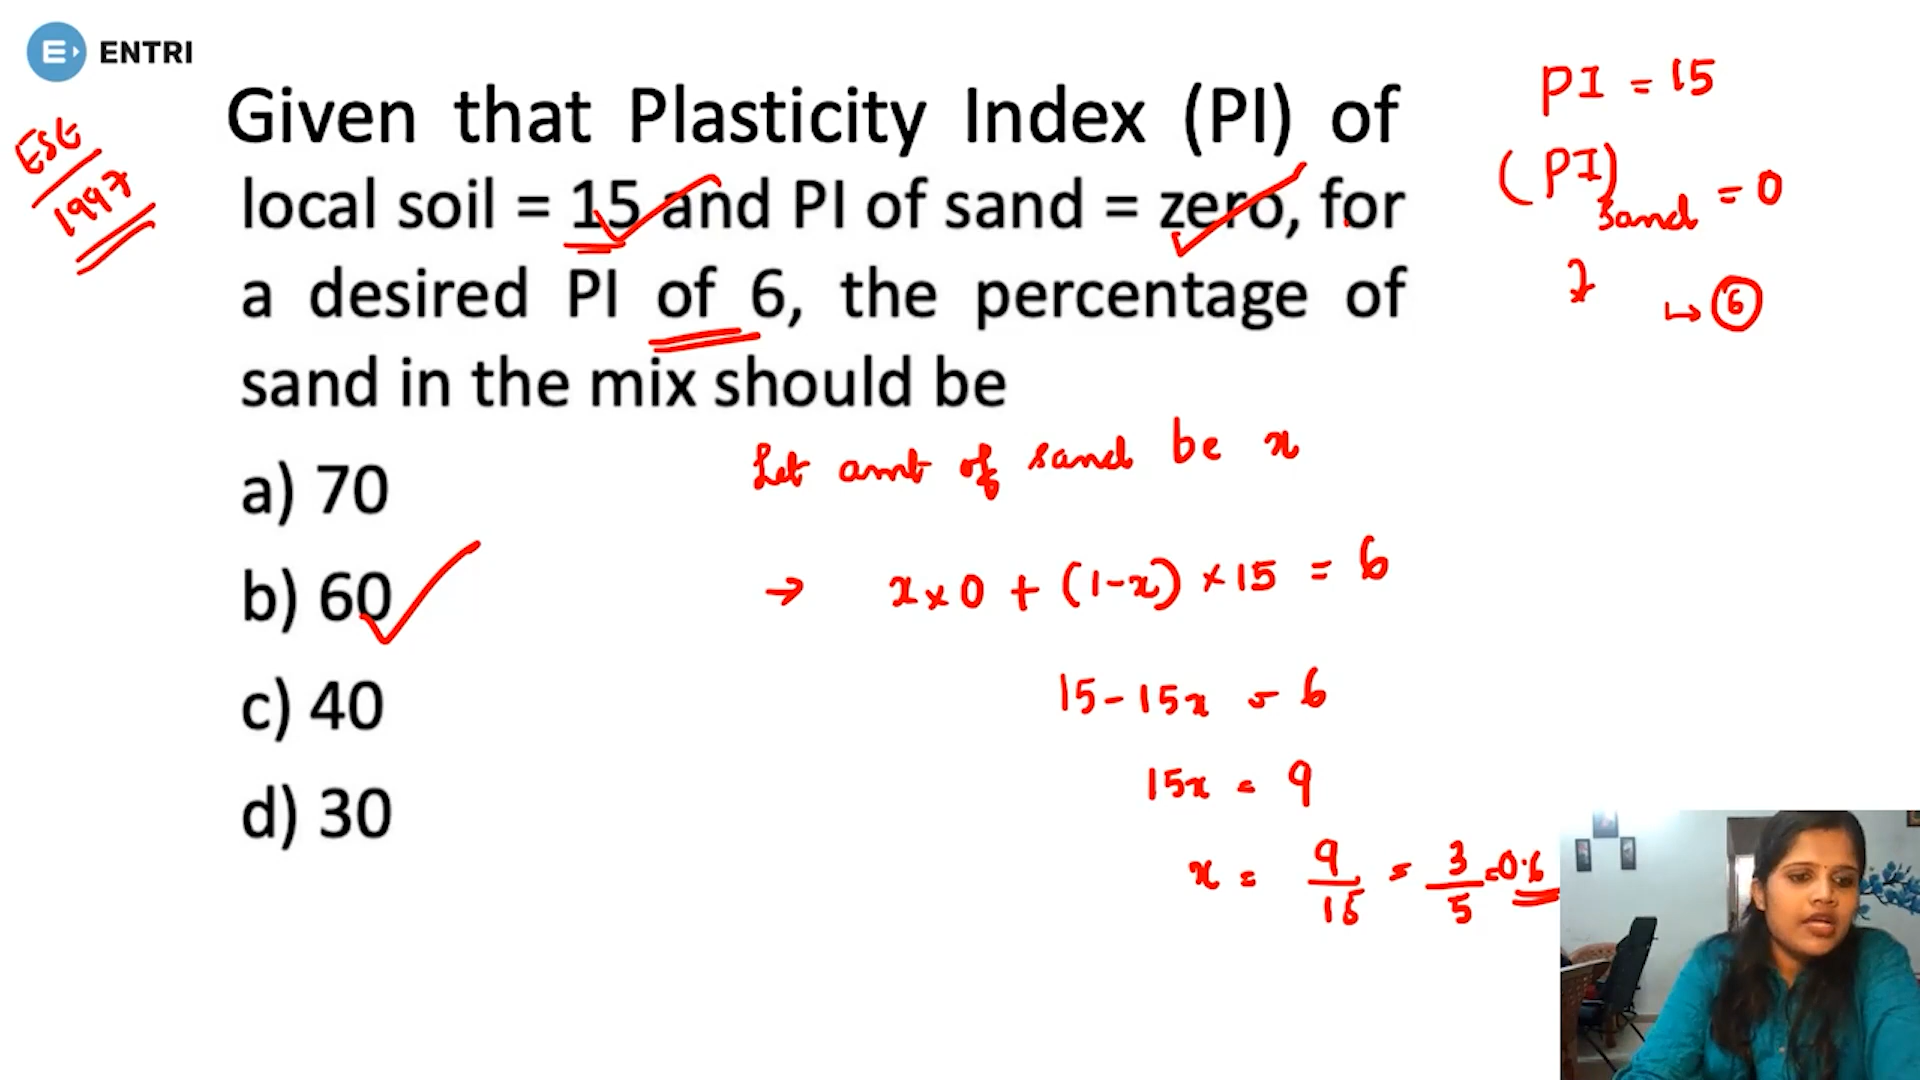 ENTRI
ESE
1997
Given that Plasticity Index (PI) of
local soil = 15 and PI of sand = zero, for
a desired PI of 6, the percentage of
sand in the mix should be
a) 70
b) 60
c) 40
d) 30
PI = 15
(PI)sand = 0
↳ 6
Let amt of sand be x
→ x × 0 + (1-x) × 15 = 6
15 - 15x = 6
15x = 9
x = 9/15 = 3/5 = 0.6